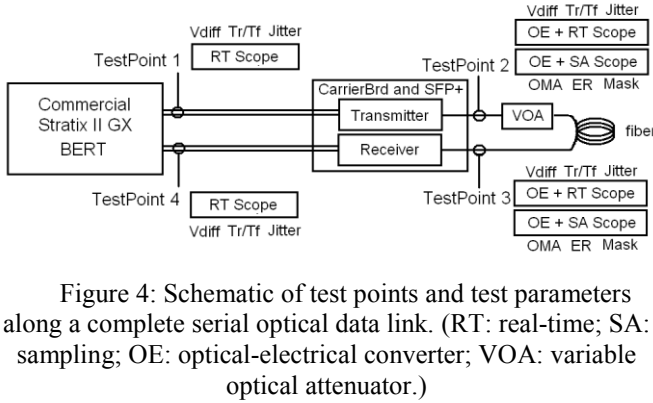 Vdiff Tr/Tf Jitter
RT Scope
TestPoint 1
Vdiff Tr/Tf Jitter
OE + RT Scope
OE + SA Scope
OMA ER Mask
TestPoint 2
Commercial
Stratix II GX
BERT
CarrierBrd and SFP+
Transmitter
Receiver
VOA
fiber
TestPoint 4
RT Scope
Vdiff Tr/Tf Jitter
TestPoint 3
Vdiff Tr/Tf Jitter
OE + RT Scope
OE + SA Scope
OMA ER Mask
Figure 4: Schematic of test points and test parameters
along a complete serial optical data link. (RT: real-time; SA:
sampling; OE: optical-electrical converter; VOA: variable
optical attenuator.)